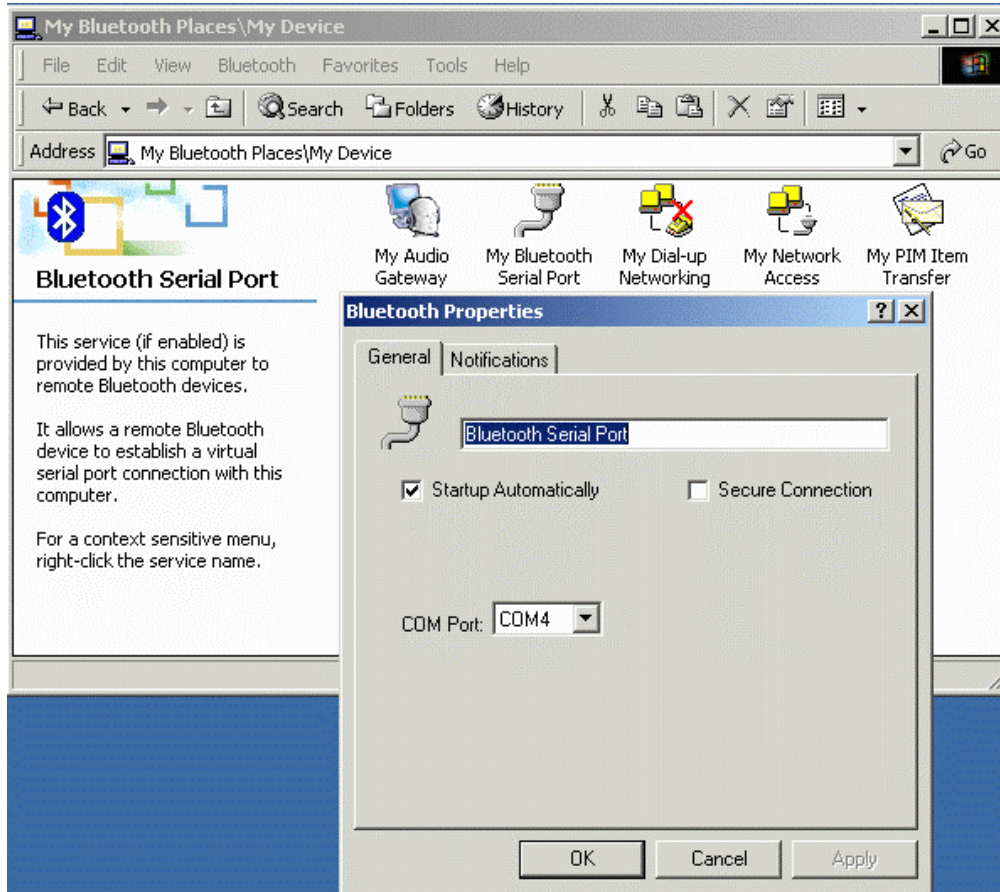 My Bluetooth Places\My Device
File Edit View Bluetooth Favorites Tools Help
Back Search Folders History
Address My Bluetooth Places\My Device Go
My Audio Gateway
My Bluetooth Serial Port
My Dial-up Networking
My Network Access
My PIM Item Transfer
Bluetooth Serial Port
This service (if enabled) is
provided by this computer to
remote Bluetooth devices.
It allows a remote Bluetooth
device to establish a virtual
serial port connection with this
computer.
For a context sensitive menu,
right-click the service name.
Bluetooth Properties
General Notifications
Bluetooth Serial Port
Startup Automatically Secure Connection
COM Port: COM4
OK Cancel Apply